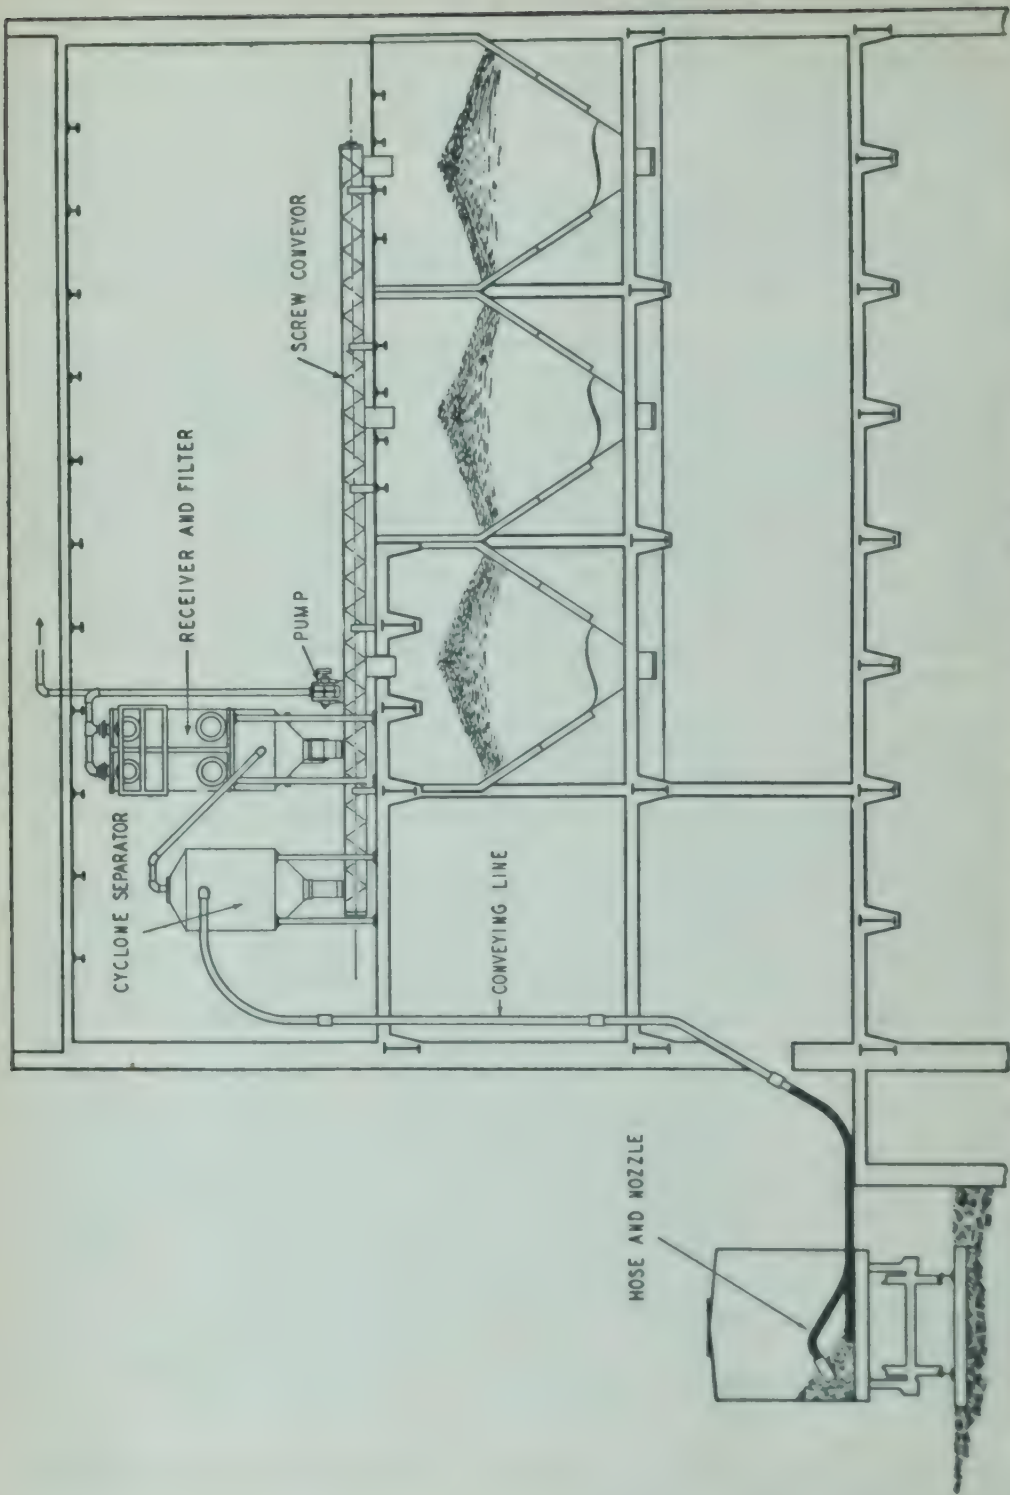 HOSE AND NOZZLE
CYCLONE SEPARATOR
CONVEYING LINE
RECEIVER AND FILTER
PUMP
SCREW CONVEYOR